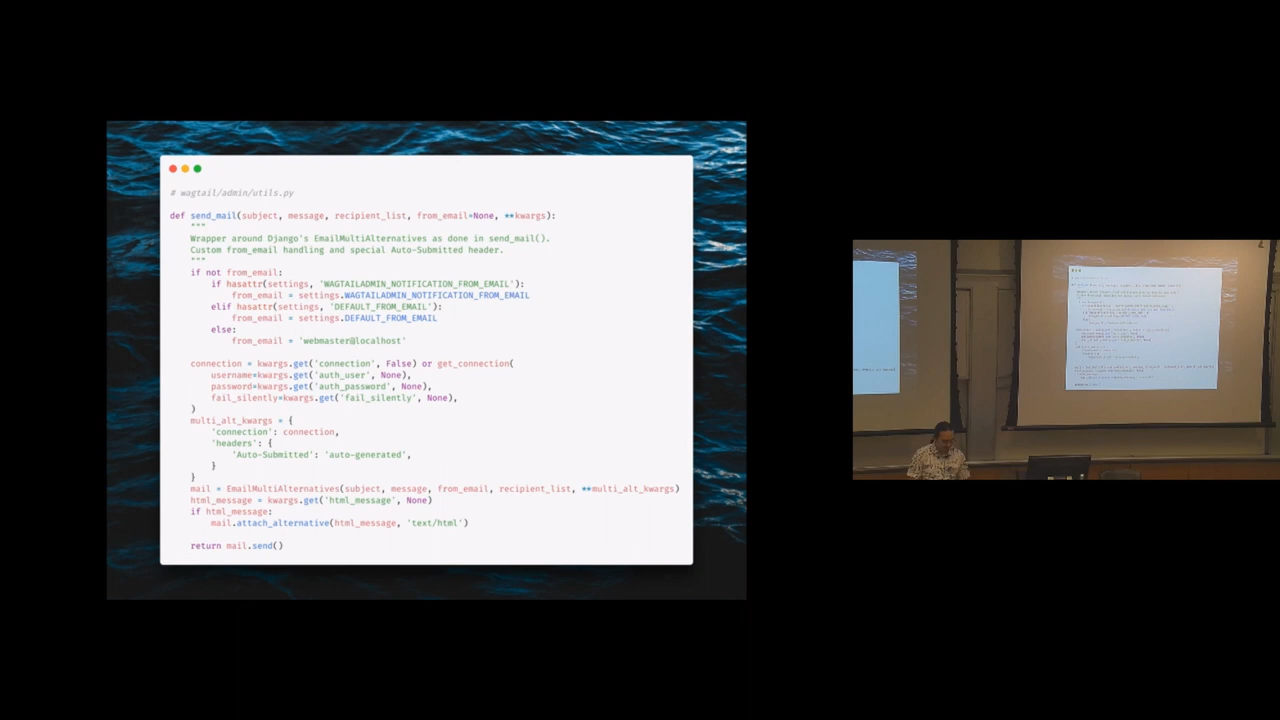 # wagtail/admin/utils.py
def send_mail(subject, message, recipient_list, from_email=None, **kwargs):
"""
Wrapper around Django's EmailMultiAlternatives as done in send_mail().
Custom from_email handling and special Auto-Submitted header.
"""
if not from_email:
if hasattr(settings, 'WAGTAILADMIN_NOTIFICATION_FROM_EMAIL'):
from_email = settings.WAGTAILADMIN_NOTIFICATION_FROM_EMAIL
elif hasattr(settings, 'DEFAULT_FROM_EMAIL'):
from_email = settings.DEFAULT_FROM_EMAIL
else:
from_email = 'webmaster@localhost'
connection = kwargs.get('connection', False) or get_connection(
username=kwargs.get('auth_user', None),
password=kwargs.get('auth_password', None),
fail_silently=kwargs.get('fail_silently', None),
)
multi_alt_kwargs = {
'connection': connection,
'headers': {
'Auto-Submitted': 'auto-generated',
}
}
mail = EmailMultiAlternatives(subject, message, from_email, recipient_list, **multi_alt_kwargs)
html_message = kwargs.get('html_message', None)
if html_message:
mail.attach_alternative(html_message, 'text/html')
return mail.send()